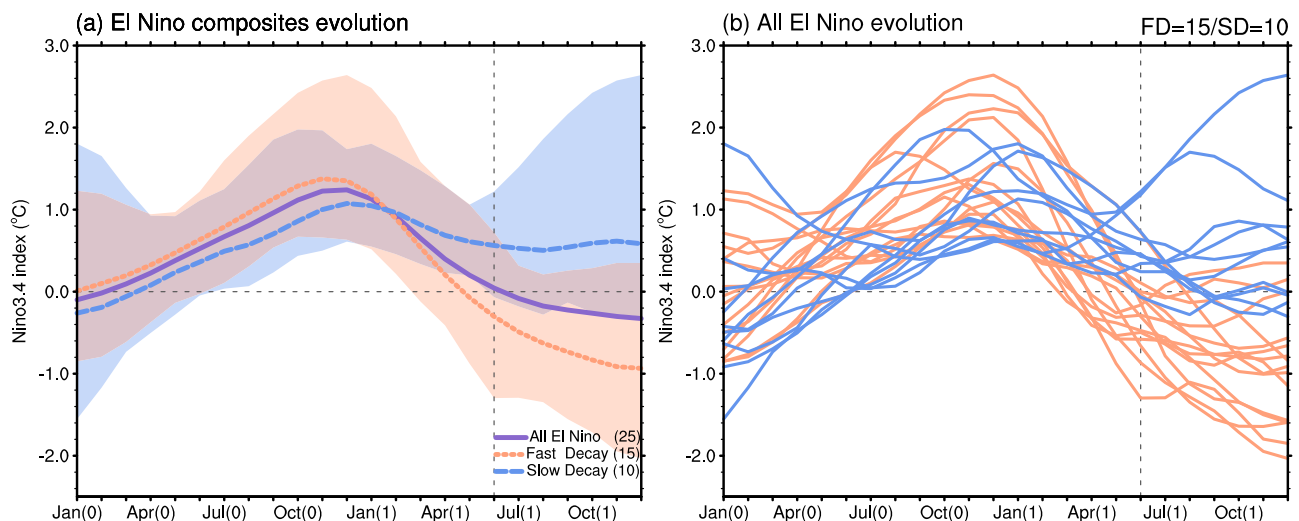 (a) El Nino composites evolution
Nino3.4 index (°C)
3.0
2.0
1.0
0.0
-1.0
-2.0
All El Nino (25)
Fast Decay (15)
Slow Decay (10)
Jan(0) Apr(0) Jul(0) Oct(0) Jan(1) Apr(1) Jul(1) Oct(1)
(b) All El Nino evolution FD=15/SD=10
Nino3.4 index (°C)
3.0
2.0
1.0
0.0
-1.0
-2.0
Jan(0) Apr(0) Jul(0) Oct(0) Jan(1) Apr(1) Jul(1) Oct(1)